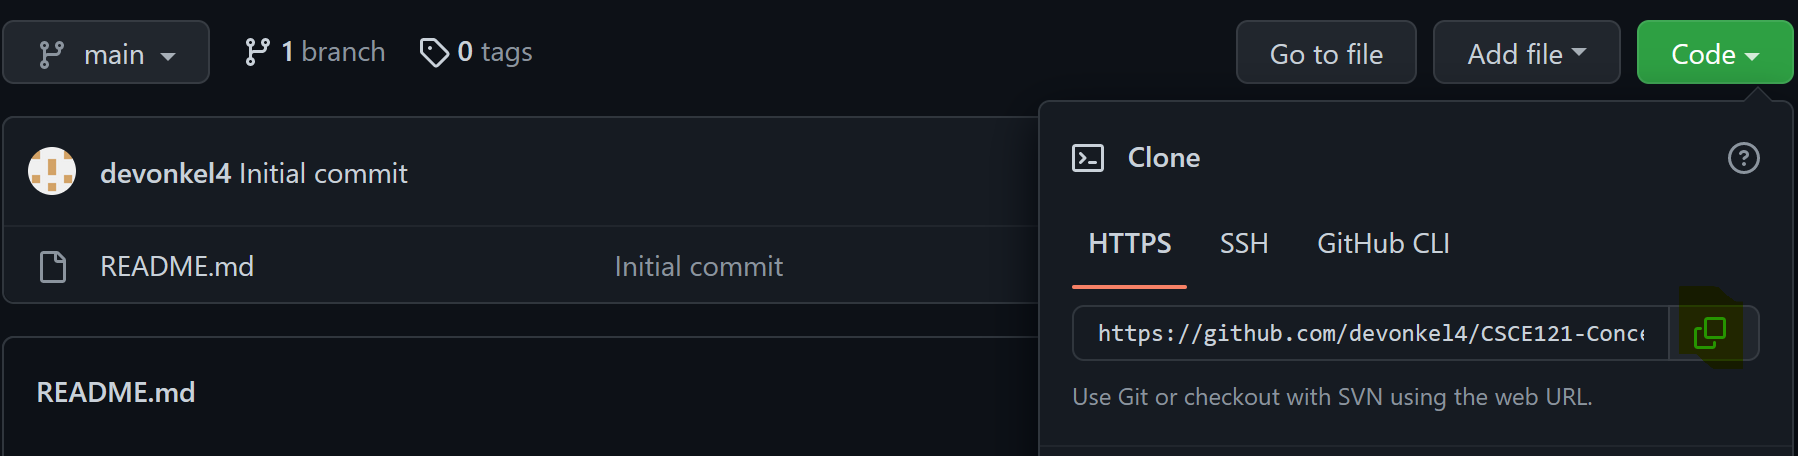 main 1 branch 0 tags Go to file Add file Code
devonkel4 Initial commit
README.md Initial commit
Clone
HTTPS SSH GitHub CLI
https://github.com/devonkel4/CSCE121-Conce
Use Git or checkout with SVN using the web URL.
README.md